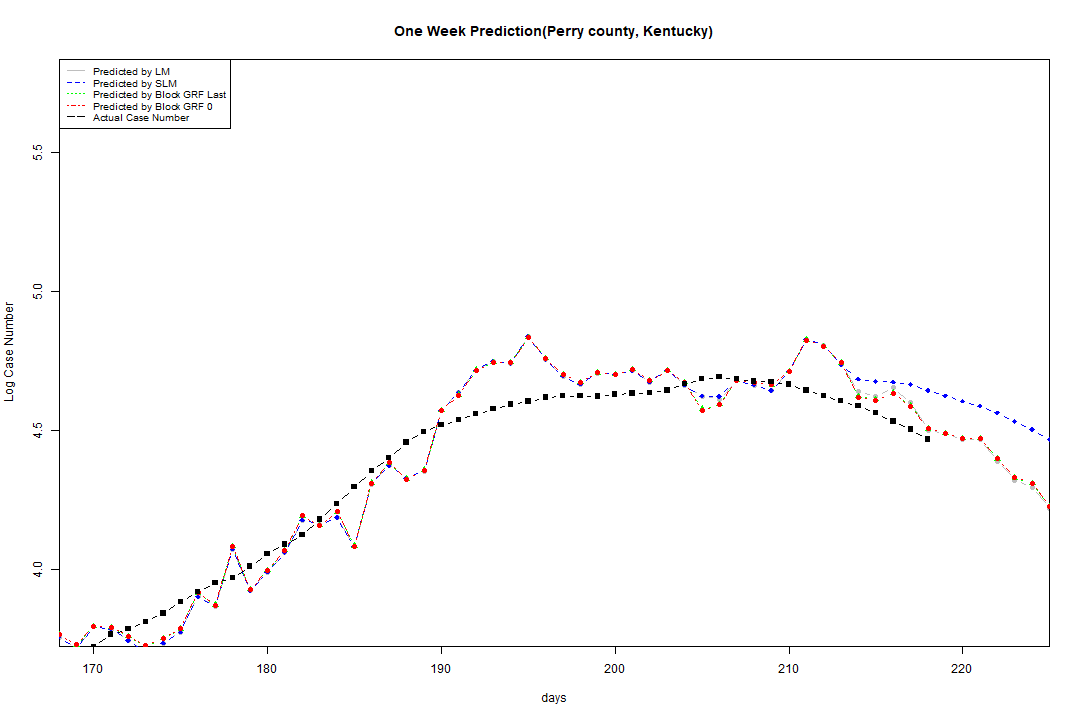 One Week Prediction(Perry county, Kentucky)
Predicted by LM
Predicted by SLM
Predicted by Block GRF Last
Predicted by Block GRF 0
Actual Case Number
5.5
5.0
4.5
4.0
Log Case Number
170 180 190 200 210 220
days